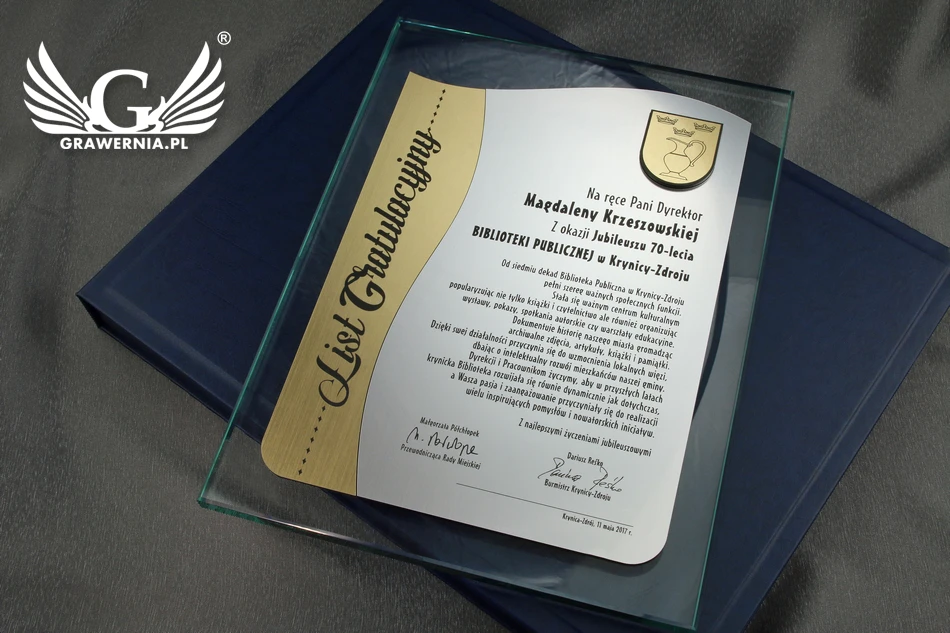 G
®
GRAWERNIA.PL
List Gratulacyjny
Na ręce Pani Dyrektor
Magdaleny Krzeszowskiej
Z okazji Jubileuszu 70-lecia
BIBLIOTEKI PUBLICZNEJ w Krynicy-Zdroju
Od siedmiu dekad Biblioteka Publiczna w Krynicy-Zdroju
pełni szereg ważnych społecznych funkcji.
Stała się ważnym centrum kulturalnym
popularyzując nie tylko książki i czytelnictwo ale również organizując
wystawy, pokazy, spotkania autorskie czy warsztaty edukacyjne.
Dokumentuje historię naszego miasta gromadząc
archiwalne zdjęcia, artykuły, książki i pamiątki.
Dzięki swej działalności przyczynia się do wzmocnienia lokalnych więzi,
dbając o intelektualny rozwój mieszkańców naszej gminy.
Dyrekcji i Pracownikom życzymy, aby w przyszłych latach
krynicka Biblioteka rozwijała się równie dynamicznie jak dotychczas,
a Wasza pasja i zaangażowanie przyczyniały się do realizacji
wielu inspirujących pomysłów i nowatorskich inicjatyw.
Z najlepszymi życzeniami jubileuszowymi
Małgorzata Półchłopek
Przewodnicząca Rady Miejskiej
Dariusz Reśko
Burmistrz Krynicy-Zdroju
Krynica-Zdrój, 11 maja 2017 r.